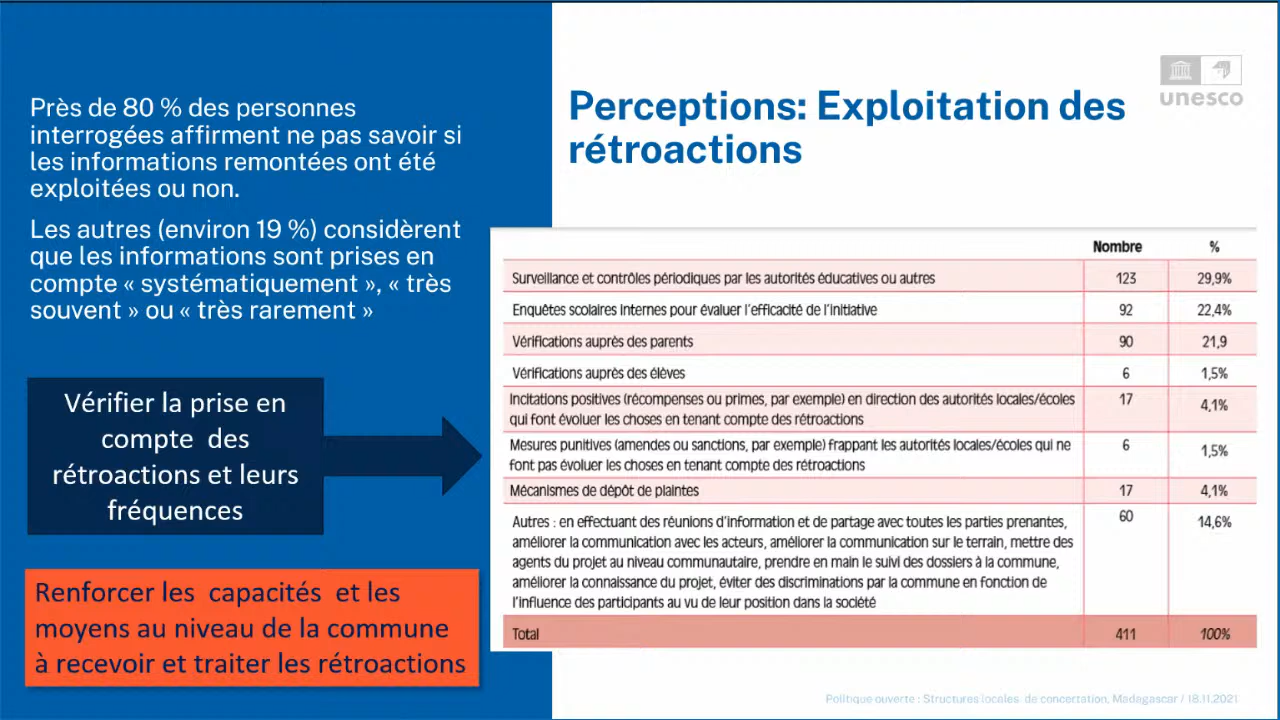 Près de 80 % des personnes
interrogées affirment ne pas savoir si
les informations remontées ont été
exploitées ou non.
Les autres (environ 19 %) considèrent
que les informations sont prises en
compte « systématiquement », « très
souvent » ou « très rarement »
Vérifier la prise en
compte des
rétroactions et leurs
fréquences
Renforcer les capacités et les
moyens au niveau de la commune
à recevoir et traiter les rétroactions
unesco
Perceptions: Exploitation des
rétroactions
Nombre %
Surveillance et contrôles périodiques par les autorités éducatives ou autres 123 29,9%
Enquêtes scolaires internes pour évaluer l'efficacité de l'initiative 92 22,4%
Vérifications auprès des parents 90 21,9
Vérifications auprès des élèves 6 1,5%
Incitations positives (récompenses ou primes, par exemple) en direction des autorités locales/écoles 17 4,1%
qui font évoluer les choses en tenant compte des rétroactions
Mesures punitives (amendes ou sanctions, par exemple) frappant les autorités locales/écoles qui ne 6 1,5%
font pas évoluer les choses en tenant compte des rétroactions
Mécanismes de dépôt de plaintes 17 4,1%
Autres : en effectuant des réunions d'information et de partage avec toutes les parties prenantes, 60 14,6%
améliorer la communication avec les acteurs, améliorer la communication sur le terrain, mettre des
agents du projet au niveau communautaire, prendre en main le suivi des dossiers à la commune,
améliorer la connaissance du projet, éviter des discriminations par la commune en fonction de
l'influence des participants au vu de leur position dans la société
Total 411 100%
Politique ouverte : Structures locales de concertation, Madagascar / 18.11.2021